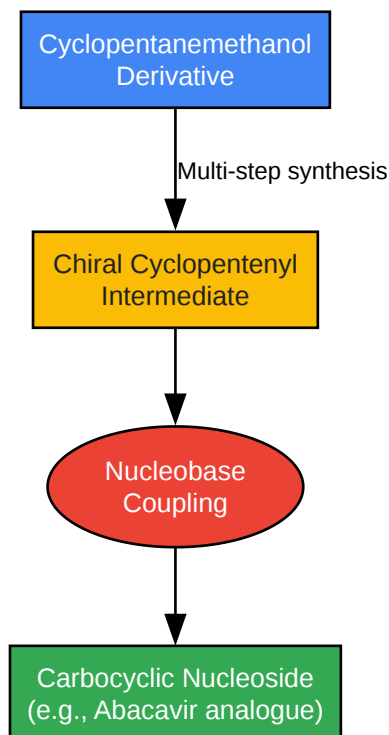 Cyclopentanemethanol
Derivative
Multi-step synthesis
Chiral Cyclopentenyl
Intermediate
Nucleobase
Coupling
Carbocyclic Nucleoside
(e.g., Abacavir analogue)